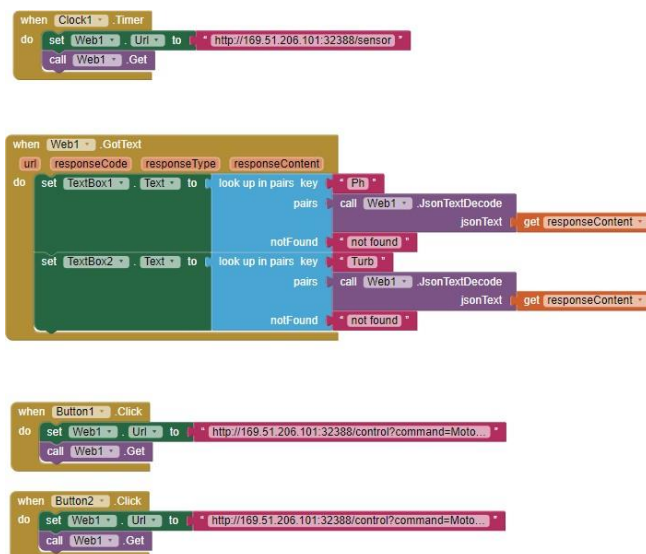 when Clock1 .Timer
do set Web1 . Url to " http://169.51.206.101:32388/sensor "
call Web1 .Get
when Web1 .GotText
url responseCode responseType responseContent
do set TextBox1 . Text to look up in pairs key " Ph "
pairs call Web1 .JsonTextDecode
jsonText get responseContent
notFound " not found "
set TextBox2 . Text to look up in pairs key " Turb "
pairs call Web1 .JsonTextDecode
jsonText get responseContent
notFound " not found "
when Button1 .Click
do set Web1 . Url to " http://169.51.206.101:32388/control?command=Moto... "
call Web1 .Get
when Button2 .Click
do set Web1 . Url to " http://169.51.206.101:32388/control?command=Moto... "
call Web1 .Get